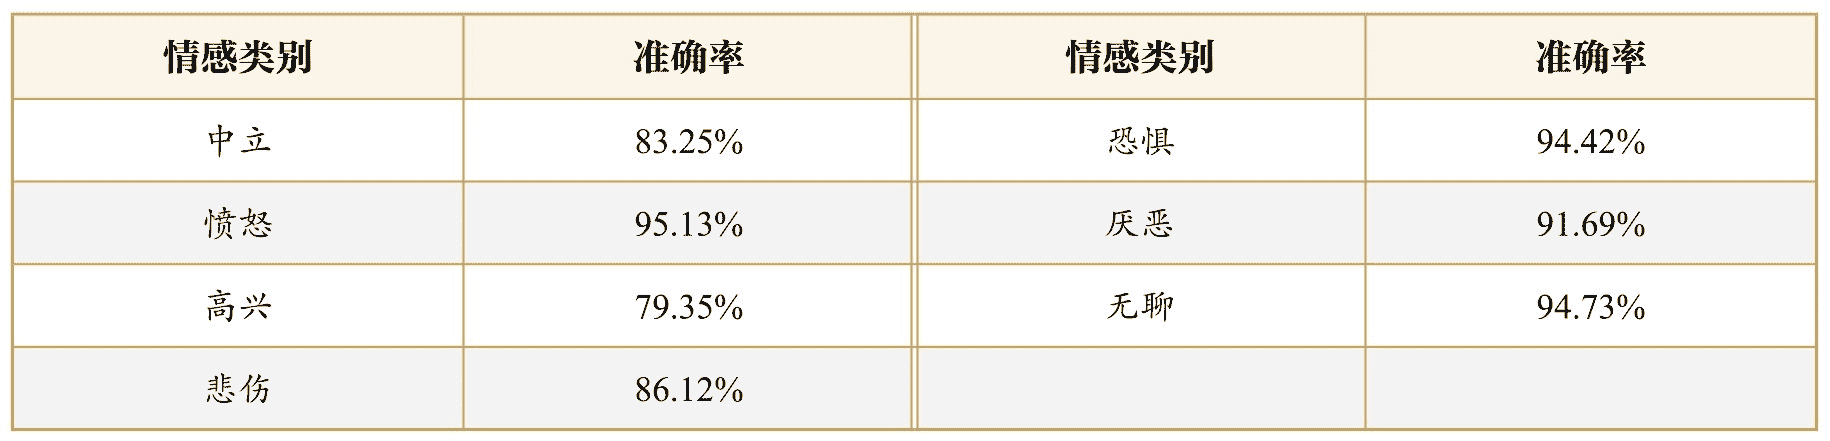 情感类别 准确率 情感类别 准确率
中立 83.25% 恐惧 94.42%
愤怒 95.13% 厌恶 91.69%
高兴 79.35% 无聊 94.73%
悲伤 86.12%